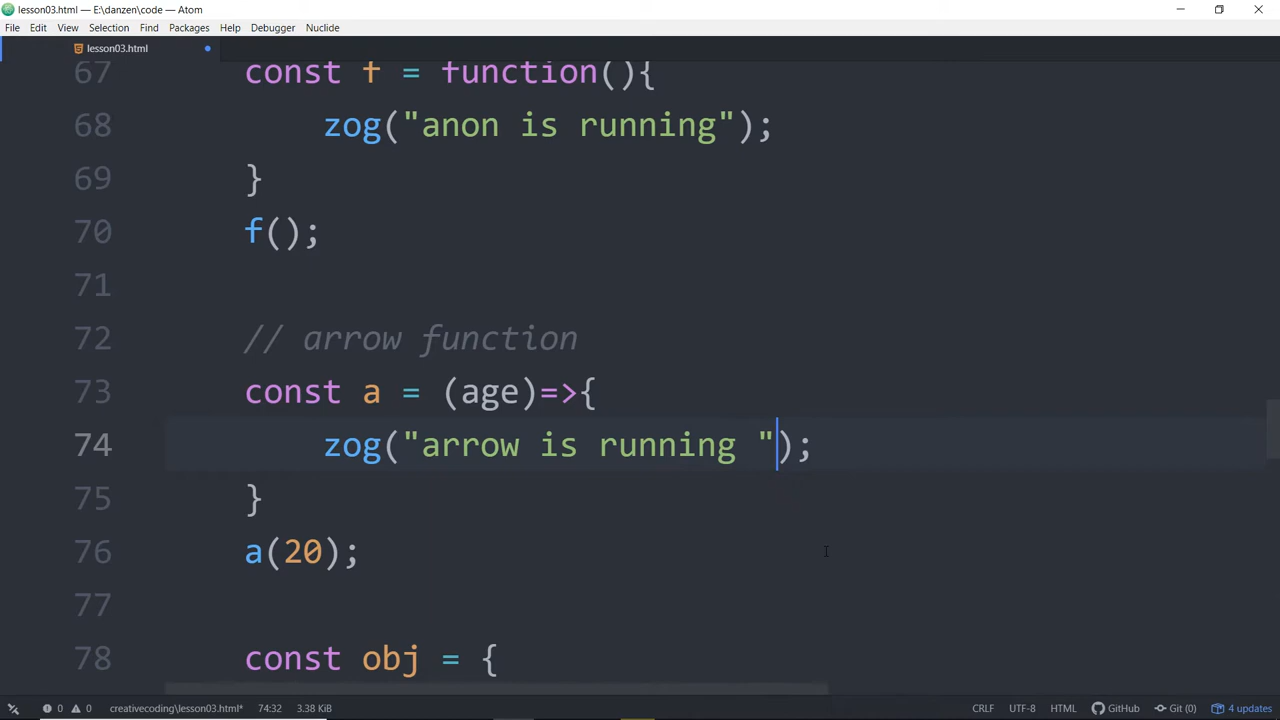 lesson03.html — E:\danzen\code — Atom
File Edit View Selection Find Packages Help Debugger Nuclide
lesson03.html
67 const f = function(){
68 zog("anon is running");
69 }
70 f();
71
72 // arrow function
73 const a = (age)=>{
74 zog("arrow is running ");
75 }
76 a(20);
77
78 const obj = {
0 0 creativecoding\lesson03.html* 74:32 3.38 KiB CRLF UTF-8 HTML GitHub Git (0) 4 updates